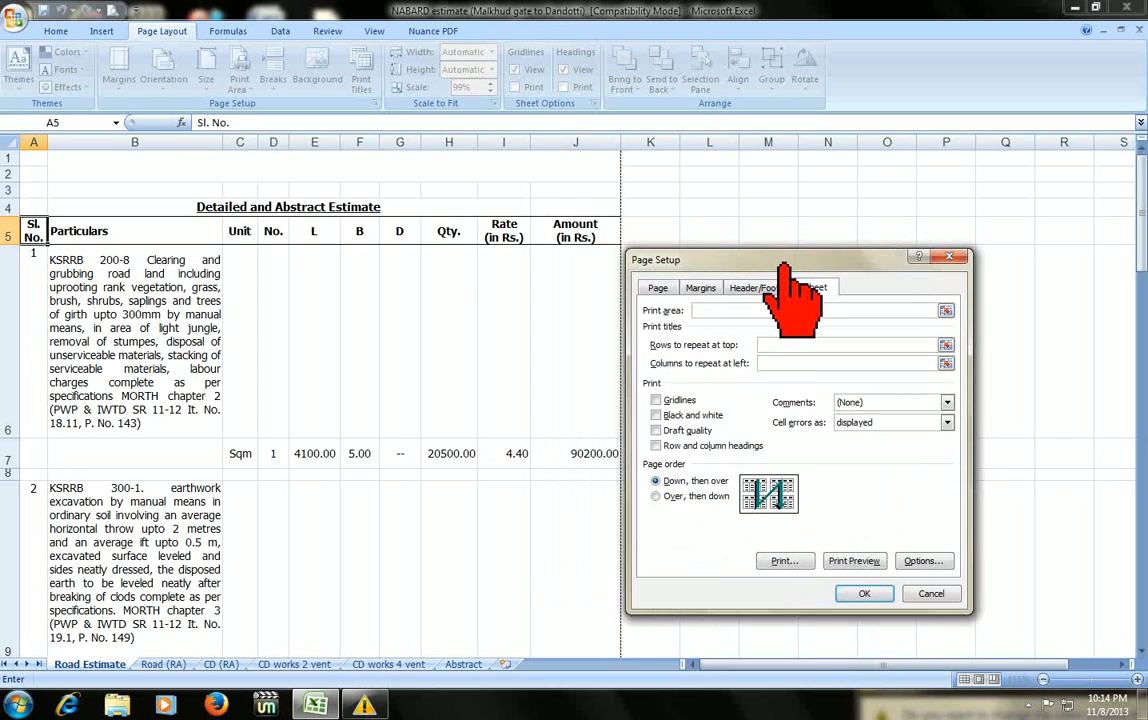 NABARD estimate (Malkhud gate to Dandotti) [Compatibility Mode] - Microsoft Excel
Home Insert Page Layout Formulas Data Review View Nuance PDF
Themes Colors Fonts Effects Themes
Margins Orientation Size Print Area Breaks Background Print Titles Page Setup
Width: Automatic
Height: Automatic
Scale: 99%
Scale to Fit
Gridlines Headings
View View
Print Print
Sheet Options
Bring to Front Send to Back Selection Pane Align Group Rotate
Arrange
A5 fx Sl. No.
A B C D E F G H I J K L M N O P Q R S
1
2
3
4 Detailed and Abstract Estimate
5 Sl. No. Particulars Unit No. L B D Qty. Rate (in Rs.) Amount (in Rs.)
1
KSRRB 200-8 Clearing and
grubbing road land including
uprooting rank vegetation, grass,
brush, shrubs, saplings and trees
of girth upto 300mm by manual
means, in area of light jungle,
removal of stumpes, disposal of
unserviceable materials, stacking of
serviceable materials, labour
charges complete as per
specifications MORTH chapter 2
(PWP & IWTD SR 11-12 It. No.
18.11, P. No. 143)
6
7 Sqm 1 4100.00 5.00 -- 20500.00 4.40 90200.00
8
2
KSRRB 300-1. earthwork
excavation by manual means in
ordinary soil involving an average
horizontal throw upto 2 metres
and an average ift upto 0.5 m,
excavated surface leveled and
sides neatly dressed, the disposed
earth to be leveled neatly after
breaking of clods complete as per
specifications. MORTH chapter 3
(PWP & IWTD SR 11-12 It. No.
19.1, P. No. 149)
9
Page Setup
Page Margins
Print area:
Print titles
Rows to repeat at top:
Columns to repeat at left:
Print
Gridlines Comments: (None)
Black and white Cell errors as: displayed
Draft quality
Row and column headings
Page order
Down, then over
Over, then down
Print... Print Preview Options...
OK Cancel
Road Estimate Road (RA) CD (RA) CD works 2 vent CD works 4 vent Abstract
10:14 PM
11/8/2013